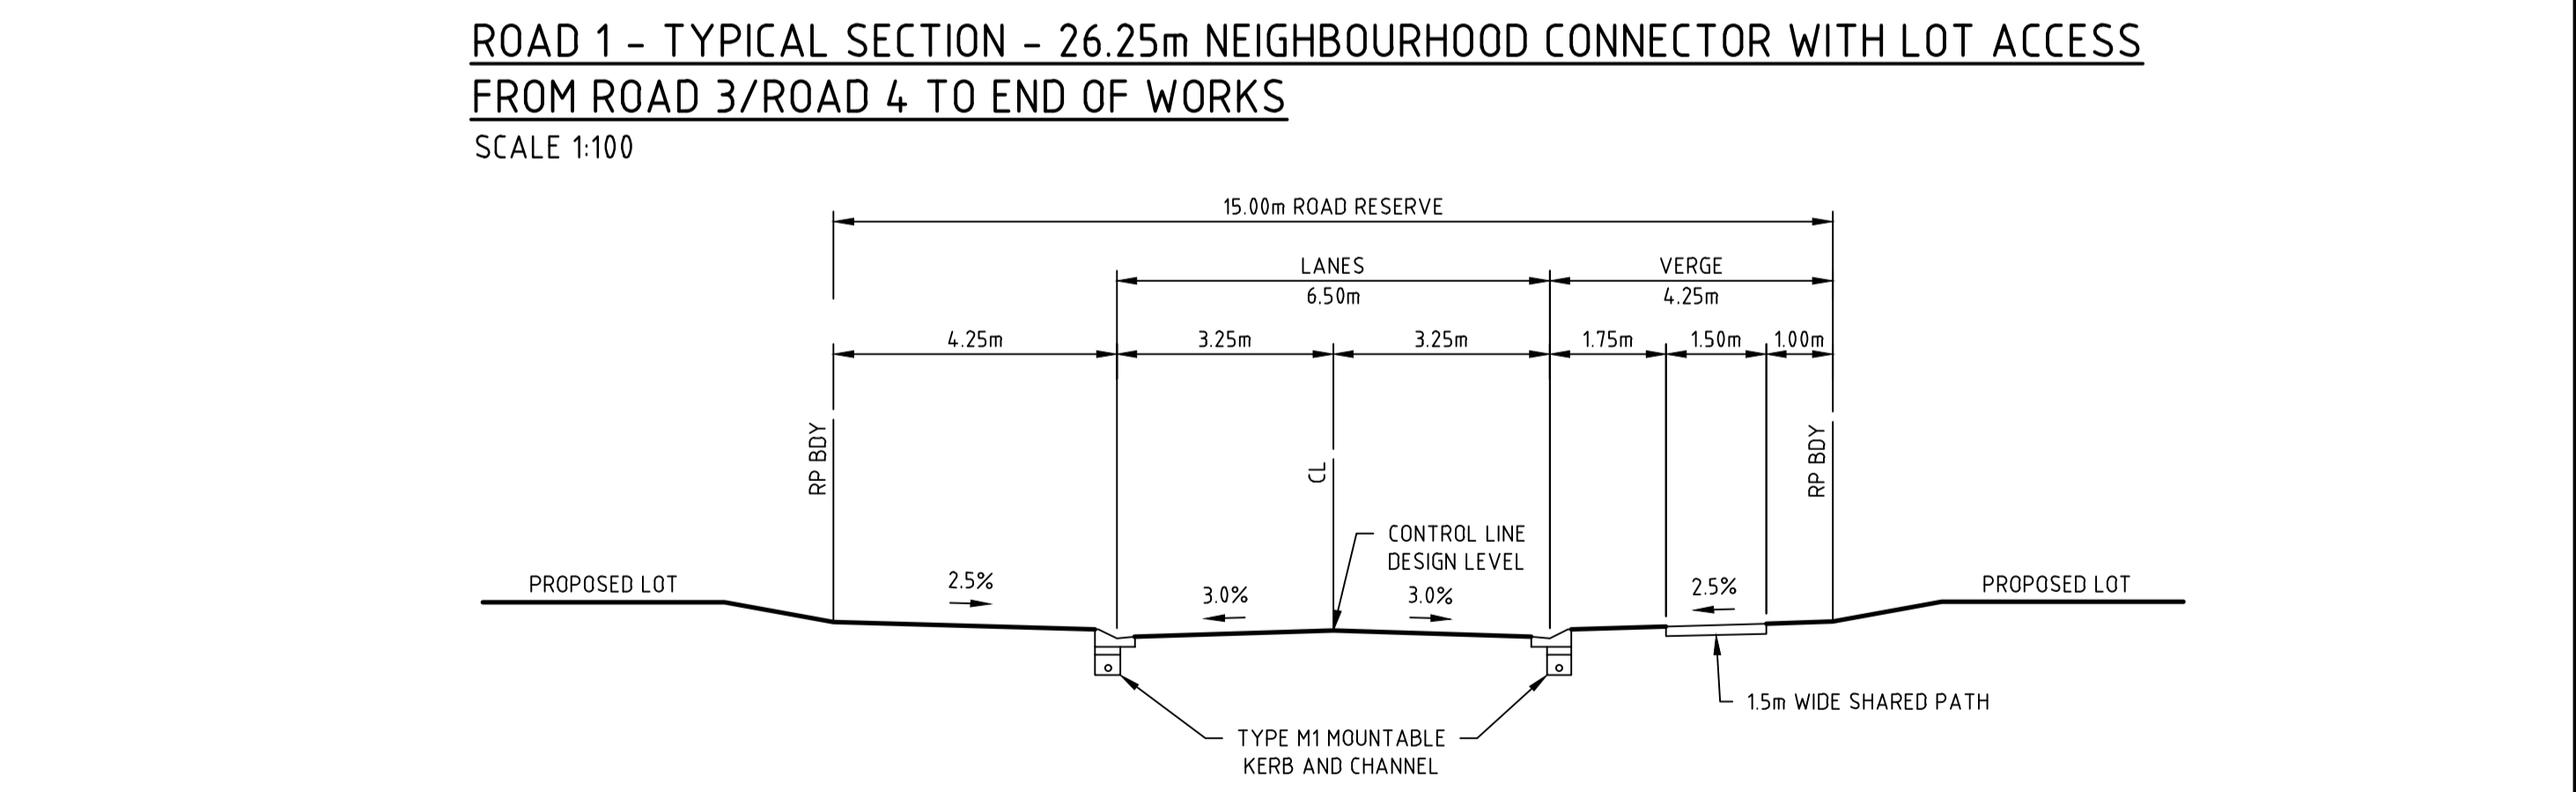 ROAD 1 - TYPICAL SECTION - 26.25m NEIGHBOURHOOD CONNECTOR WITH LOT ACCESS
FROM ROAD 3/ROAD 4 TO END OF WORKS
SCALE 1:100
15.00m ROAD RESERVE
LANES
VERGE
6.50m
4.25m
4.25m
3.25m
3.25m
1.75m
1.50m
1.00m
RP BDY
CL
RP BDY
CONTROL LINE
DESIGN LEVEL
PROPOSED LOT
2.5%
3.0%
3.0%
2.5%
PROPOSED LOT
1.5m WIDE SHARED PATH
TYPE M1 MOUNTABLE
KERB AND CHANNEL